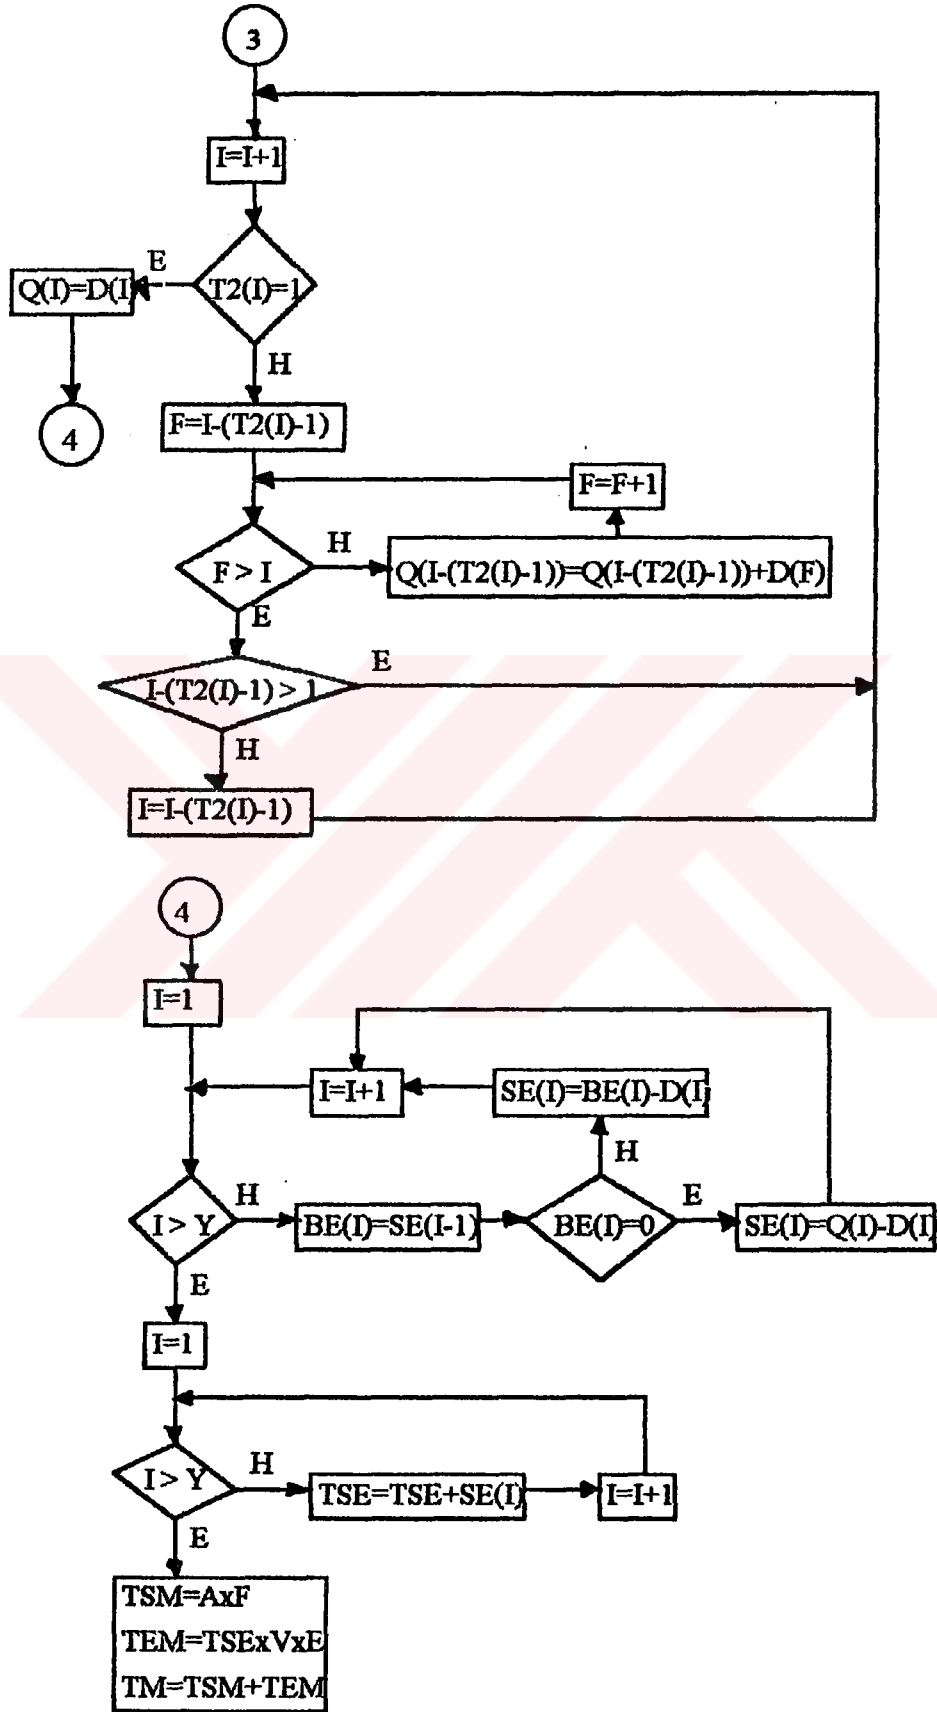 3
I=I+1
T2(I)=1
E
Q(I)=D(I)
H
4
F=I-(T2(I)-1)
F=F+1
F > I
H
Q(I-(T2(I)-1))=Q(I-(T2(I)-1))+D(F)
E
I-(T2(I)-1) > 1
E
H
I=I-(T2(I)-1)
4
I=1
I=I+1
SE(I)=BE(I)-D(I)
H
I > Y
H
BE(I)=SE(I-1)
BE(I)=0
E
SE(I)=Q(I)-D(I)
E
I=1
I > Y
H
TSE=TSE+SE(I)
I=I+1
E
TSM=AxF
TEM=TSExVxE
TM=TSM+TEM